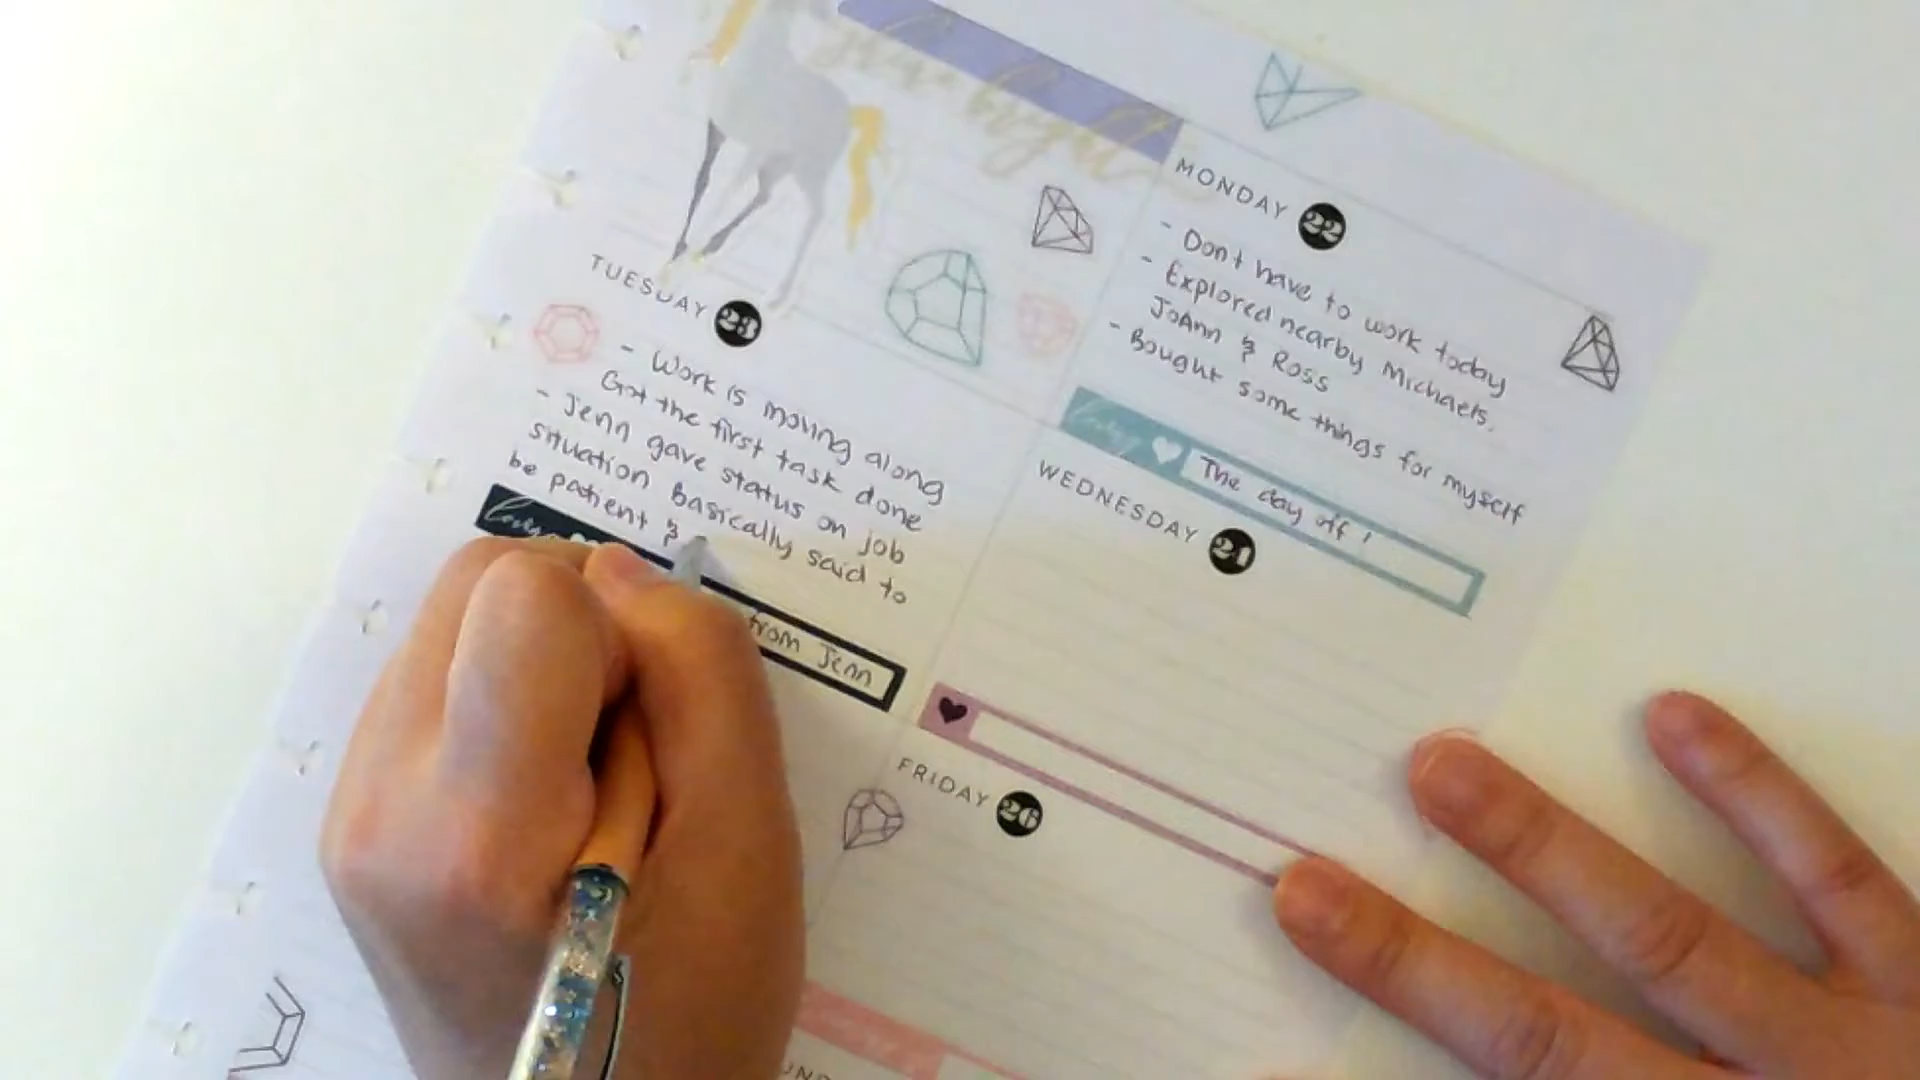 shine bright
MONDAY 22
- Don't have to work today
- Explored nearby Michaels,
JoAnn & Ross
- Bought some things for myself
The day off!
TUESDAY 23
- Work is moving along
Got the first task done
- Jenn gave status on job
situation basically said to
be patient &
from Jenn
WEDNESDAY 24
FRIDAY 26